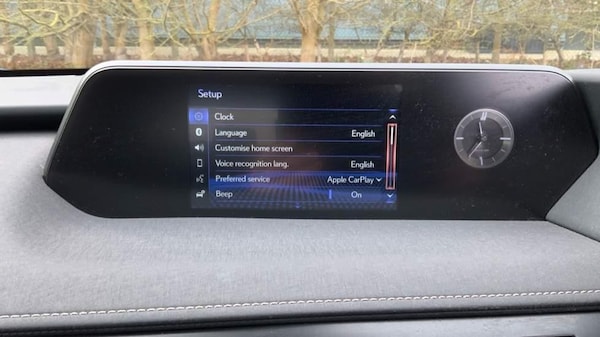 Setup
Clock
Language English
Customise home screen
Voice recognition lang. English
Preferred service Apple CarPlay
Beep On